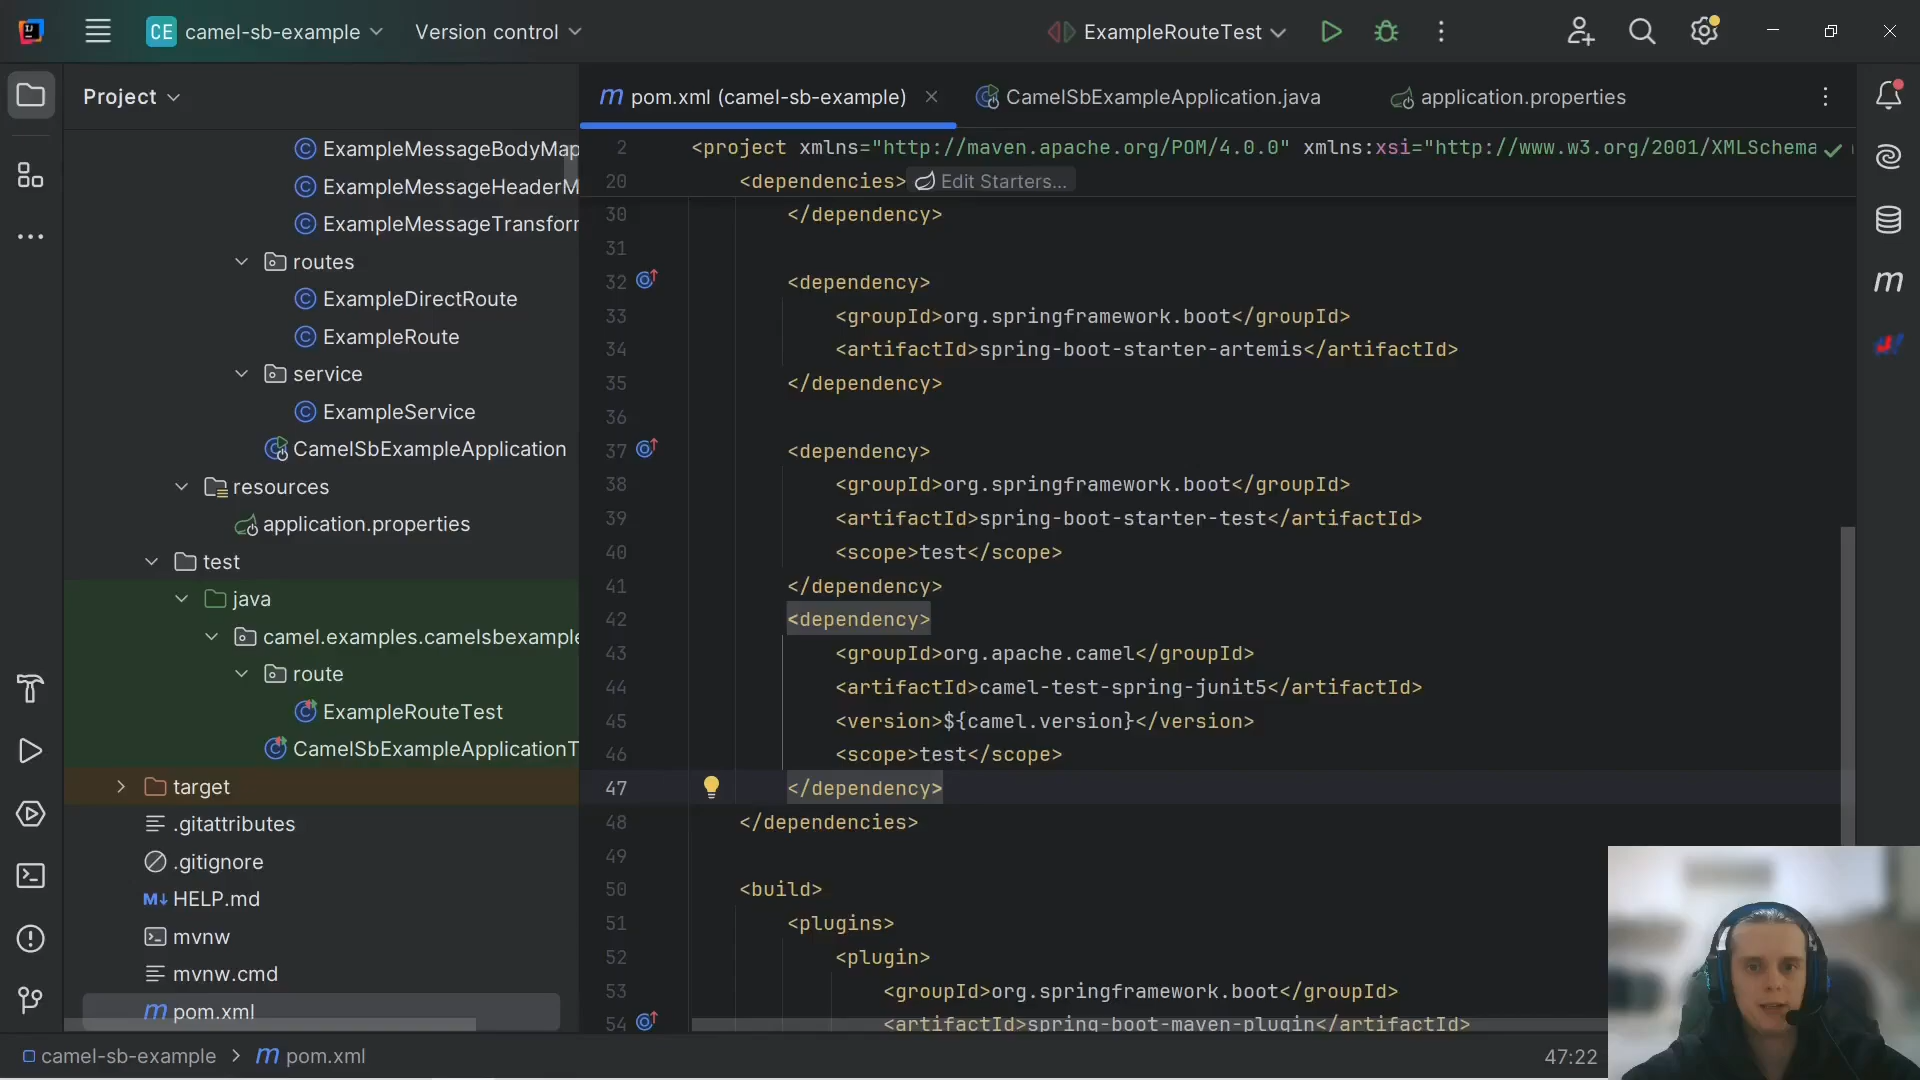 CE camel-sb-example
Version control
ExampleRouteTest
Project
ExampleMessageBodyMap
ExampleMessageHeaderM
ExampleMessageTransfor
routes
ExampleDirectRoute
ExampleRoute
service
ExampleService
CamelSbExampleApplication
resources
application.properties
test
java
camel.examples.camelsbexample
route
ExampleRouteTest
CamelSbExampleApplicationT
target
.gitattributes
.gitignore
M↓ HELP.md
mvnw
mvnw.cmd
m pom.xml
m pom.xml (camel-sb-example)
CamelSbExampleApplication.java
application.properties
2 <project xmlns="http://maven.apache.org/POM/4.0.0" xmlns:xsi="http://www.w3.org/2001/XMLSchema
20 <dependencies> Edit Starters...
30 </dependency>
31
32 <dependency>
33 <groupId>org.springframework.boot</groupId>
34 <artifactId>spring-boot-starter-artemis</artifactId>
35 </dependency>
36
37 <dependency>
38 <groupId>org.springframework.boot</groupId>
39 <artifactId>spring-boot-starter-test</artifactId>
40 <scope>test</scope>
41 </dependency>
42 <dependency>
43 <groupId>org.apache.camel</groupId>
44 <artifactId>camel-test-spring-junit5</artifactId>
45 <version>${camel.version}</version>
46 <scope>test</scope>
47 </dependency>
48 </dependencies>
49
50 <build>
51 <plugins>
52 <plugin>
53 <groupId>org.springframework.boot</groupId>
54 <artifactId>spring-boot-maven-plugin</artifactId>
m
camel-sb-example > m pom.xml
47:22